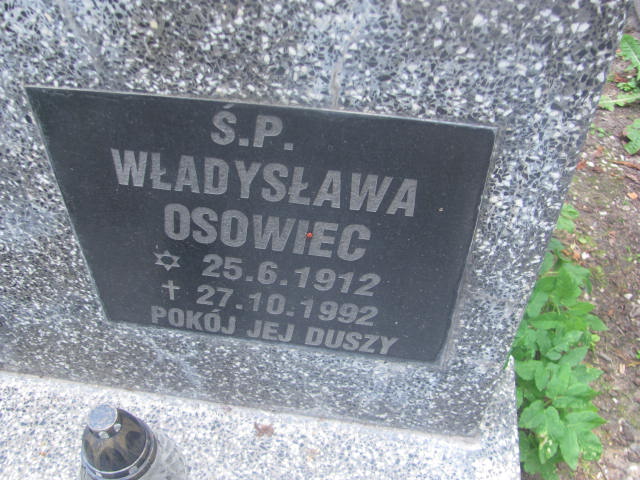 Ś.P.
WŁADYSŁAWA
OSOWIEC
✡ 25.6.1912
✝ 27.10.1992
POKÓJ JEJ DUSZY